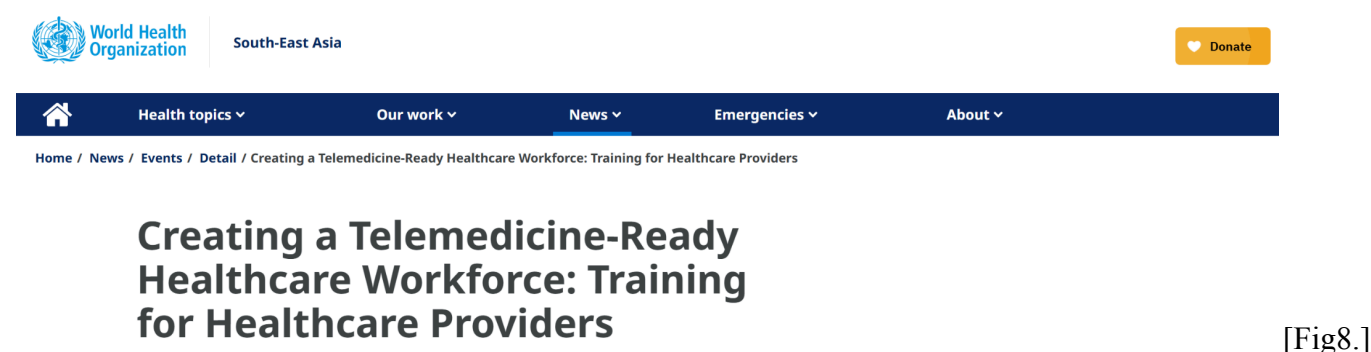 World Health
Organization
South-East Asia
Donate
Health topics
Our work
News
Emergencies
About
Home / News / Events / Detail / Creating a Telemedicine-Ready Healthcare Workforce: Training for Healthcare Providers
Creating a Telemedicine-Ready
Healthcare Workforce: Training
for Healthcare Providers
[Fig8.]